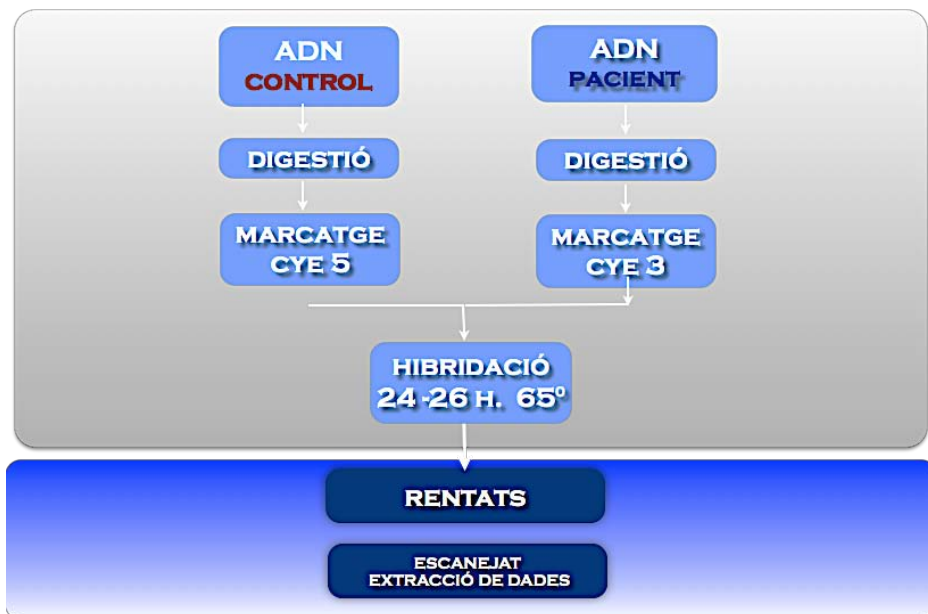 ADN
CONTROL
ADN
PACIENT
DIGESTIÓ
DIGESTIÓ
MARCATGE
CYE 5
MARCATGE
CYE 3
HIBRIDACIÓ
24 -26 H. 65º
RENTATS
ESCANEJAT
EXTRACCIÓ DE DADES